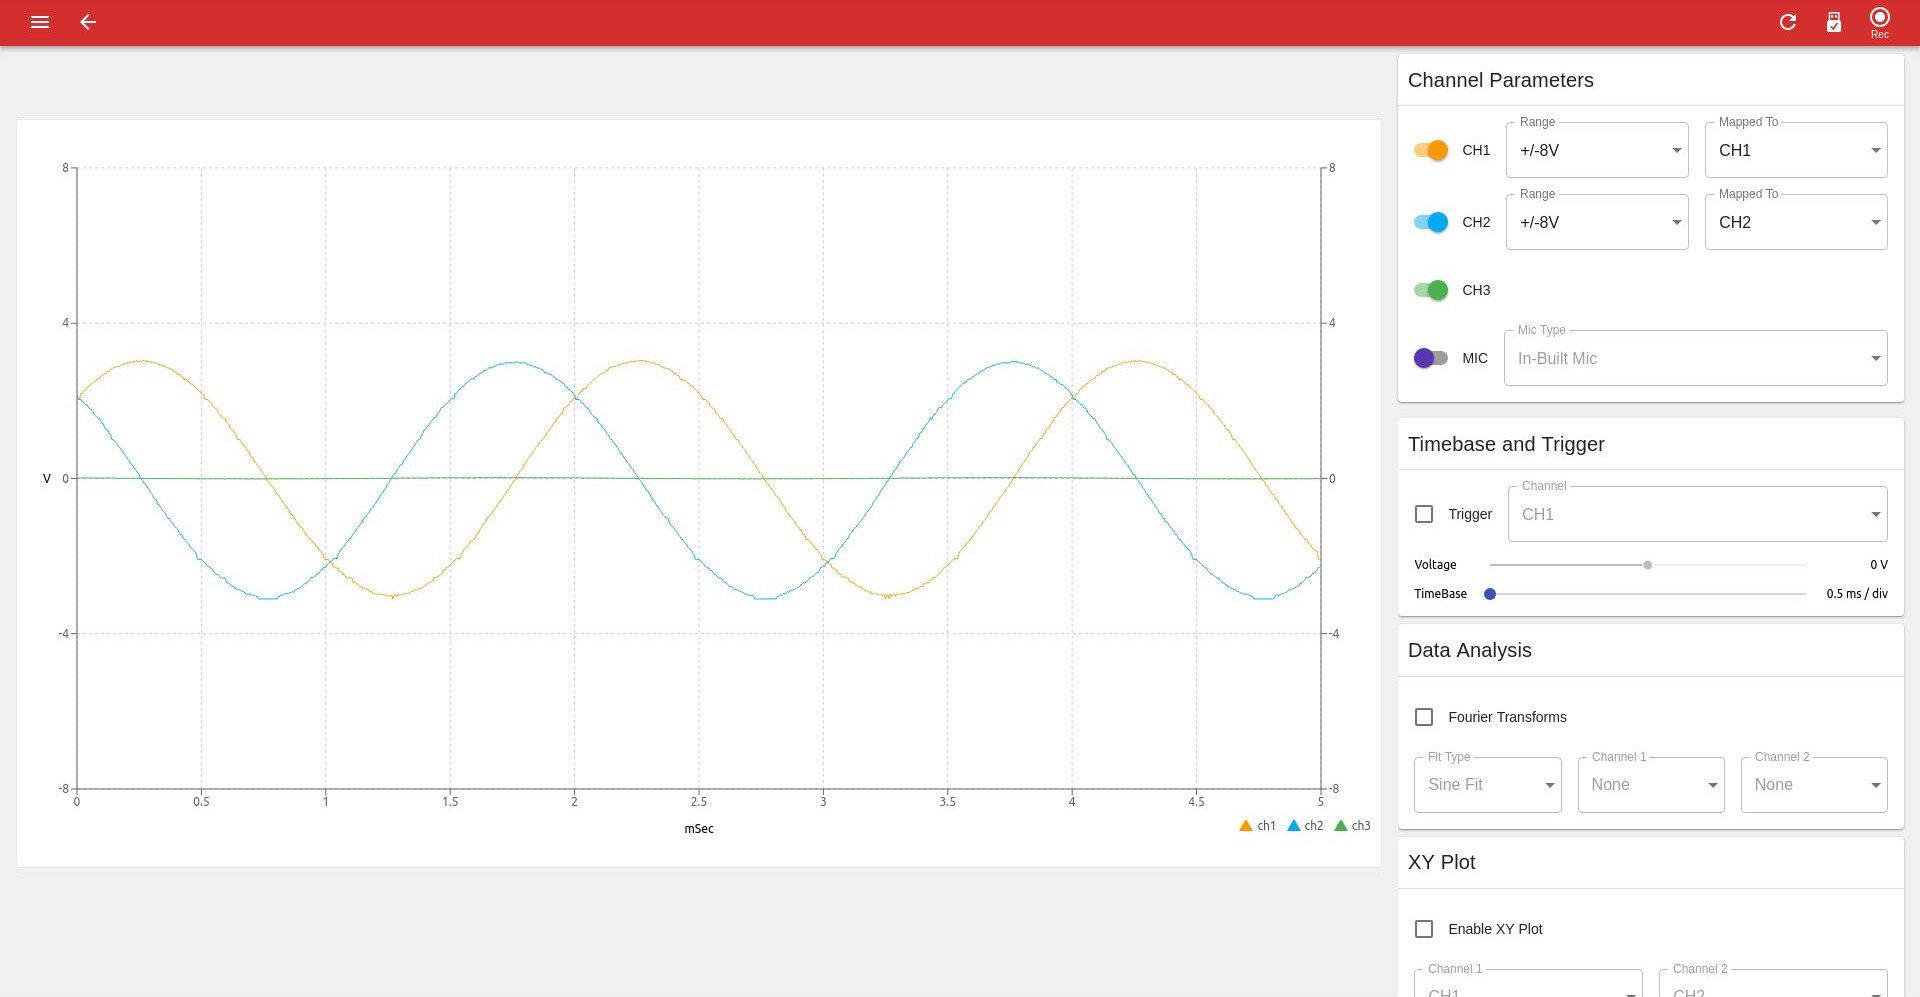 Rec
Channel Parameters
CH1
Range
+/-8V
Mapped To
CH1
CH2
Range
+/-8V
Mapped To
CH2
CH3
MIC
Mic Type
In-Built Mic
Timebase and Trigger
Trigger
Channel
CH1
Voltage
0 V
TimeBase
0.5 ms / div
Data Analysis
Fourier Transforms
Fit Type
Sine Fit
Channel 1
None
Channel 2
None
XY Plot
Enable XY Plot
Channel 1
CH1
Channel 2
CH2
8
4
0
-4
-8
V
8
4
0
-4
-8
0 0.5 1 1.5 2 2.5 3 3.5 4 4.5 5
mSec
ch1 ch2 ch3